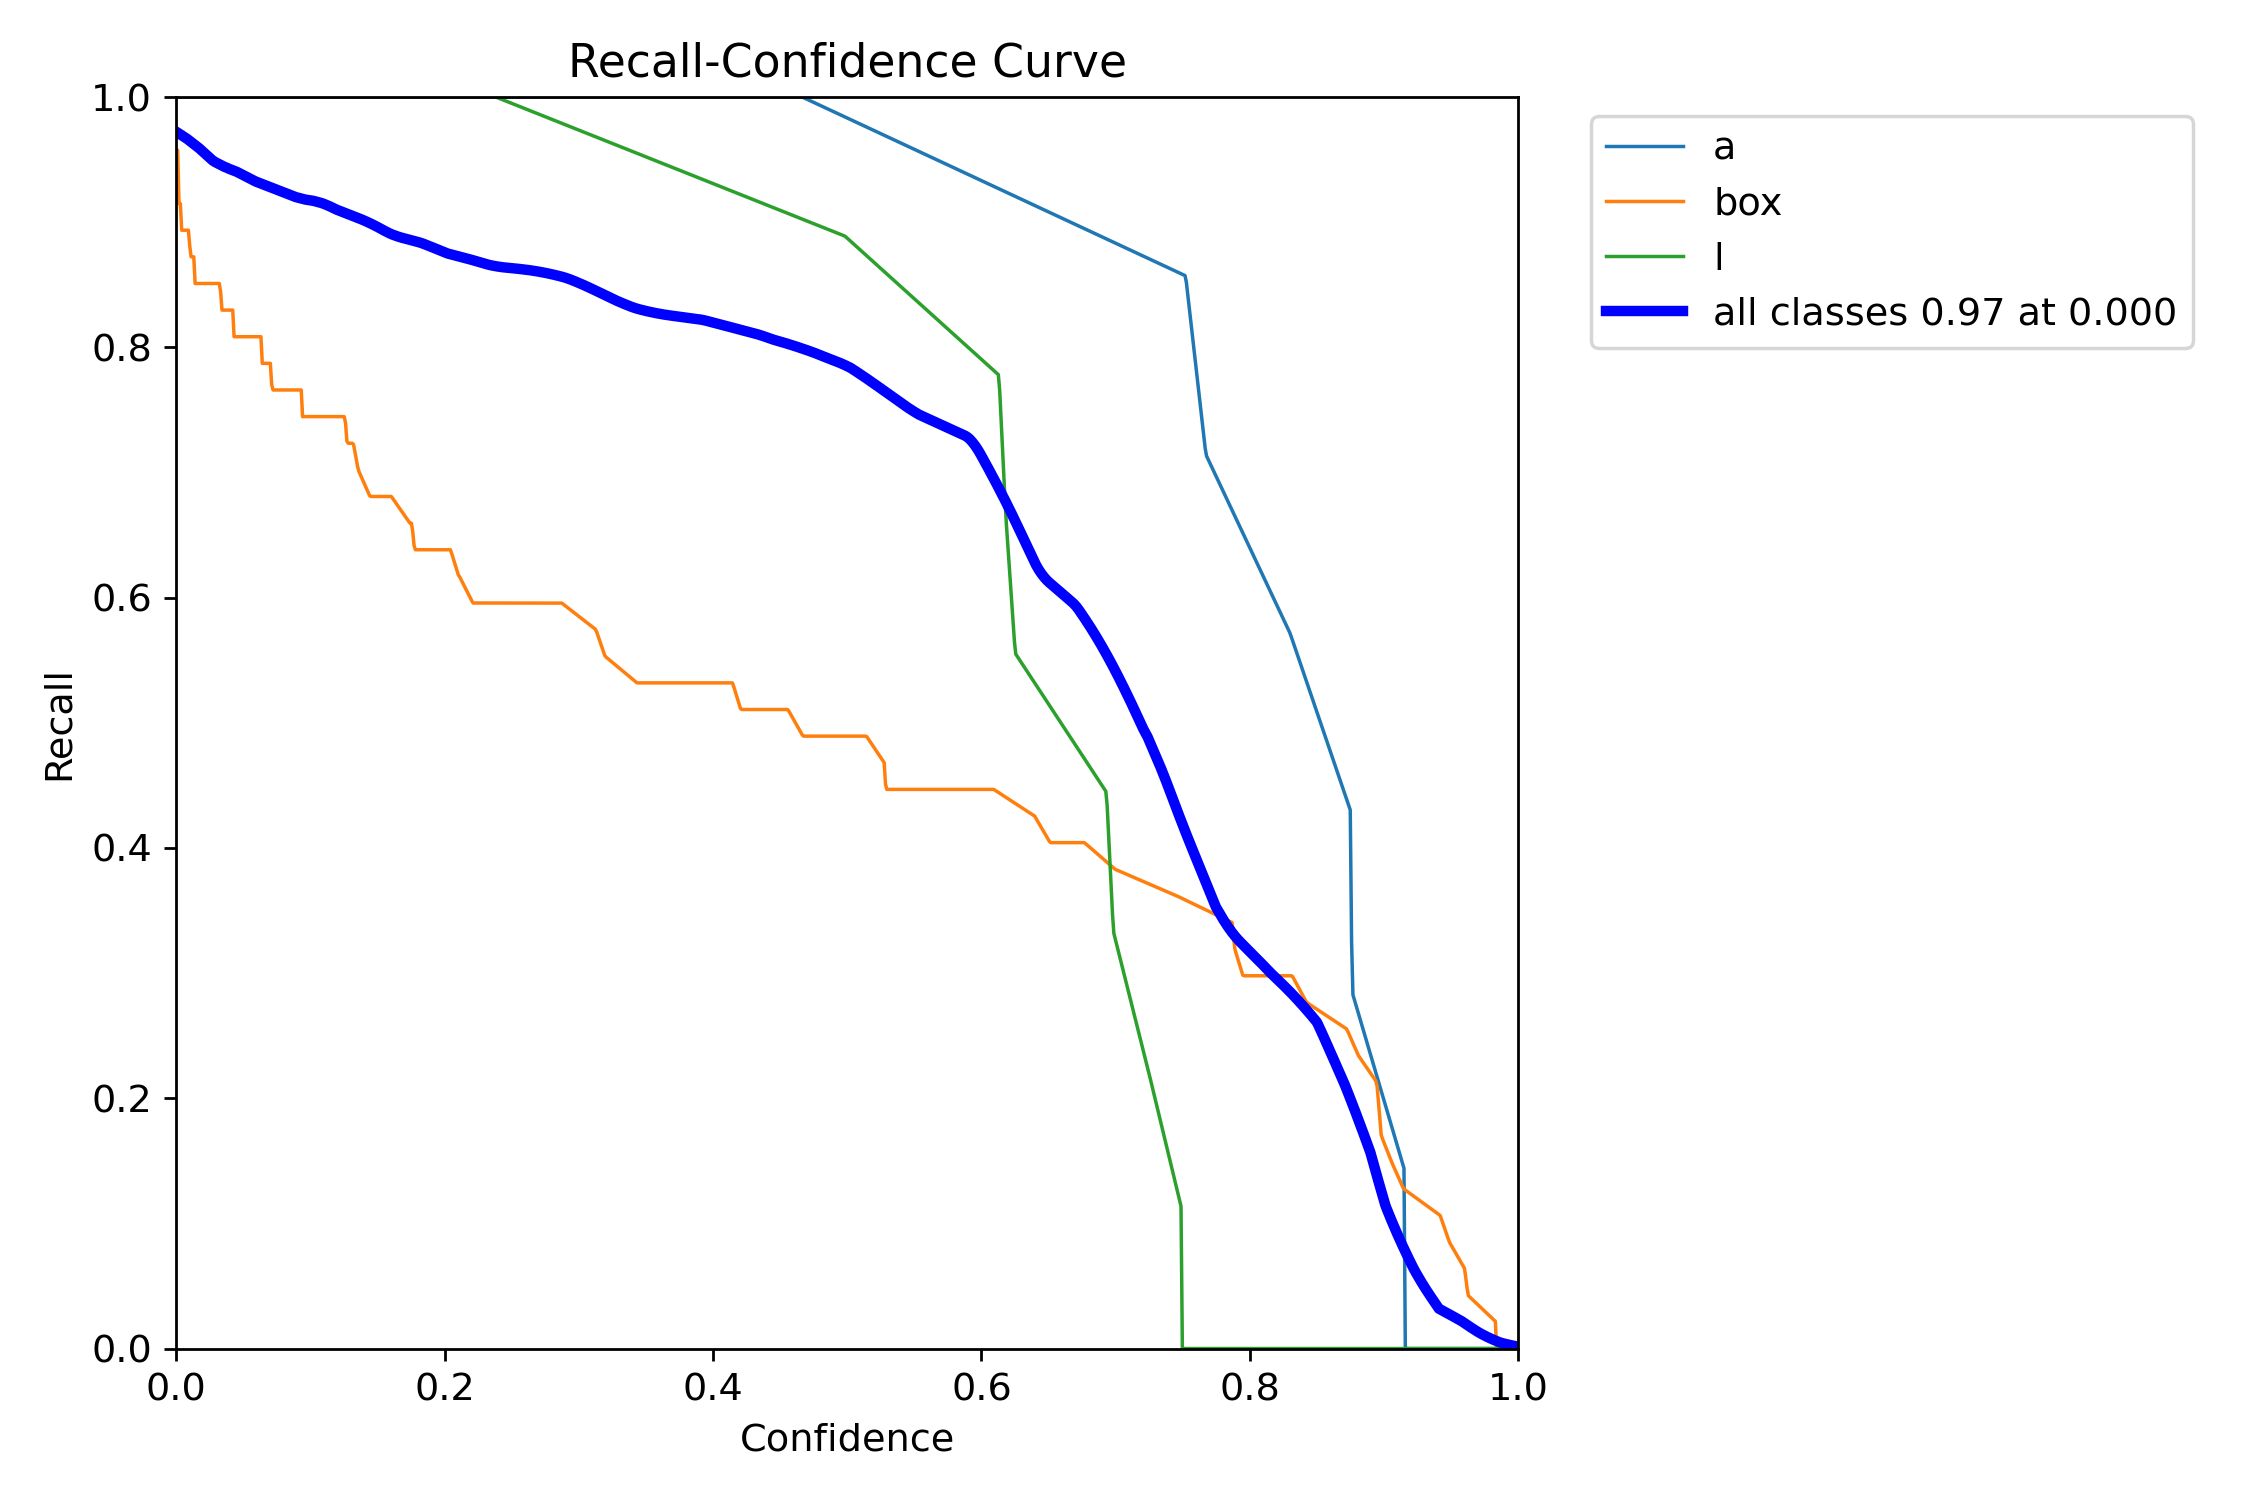 Recall-Confidence Curve
1.0
0.8
0.6
0.4
0.2
0.0
Recall
0.0 0.2 0.4 0.6 0.8 1.0
Confidence
a
box
l
all classes 0.97 at 0.000